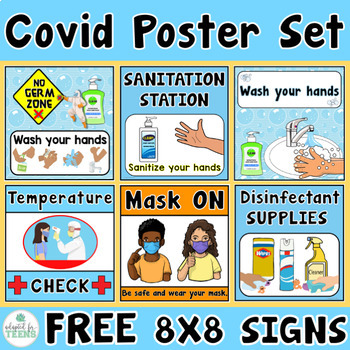 Covid Poster Set
NO
GERM
ZONE
Wash your hands
SANITATION
STATION
Sanitize your hands
Wash your hands
Temperature
CHECK
Mask ON
Be safe and wear your mask.
Disinfectant
SUPPLIES
Cleaner
adapted for
TEENS
FREE 8X8 SIGNS